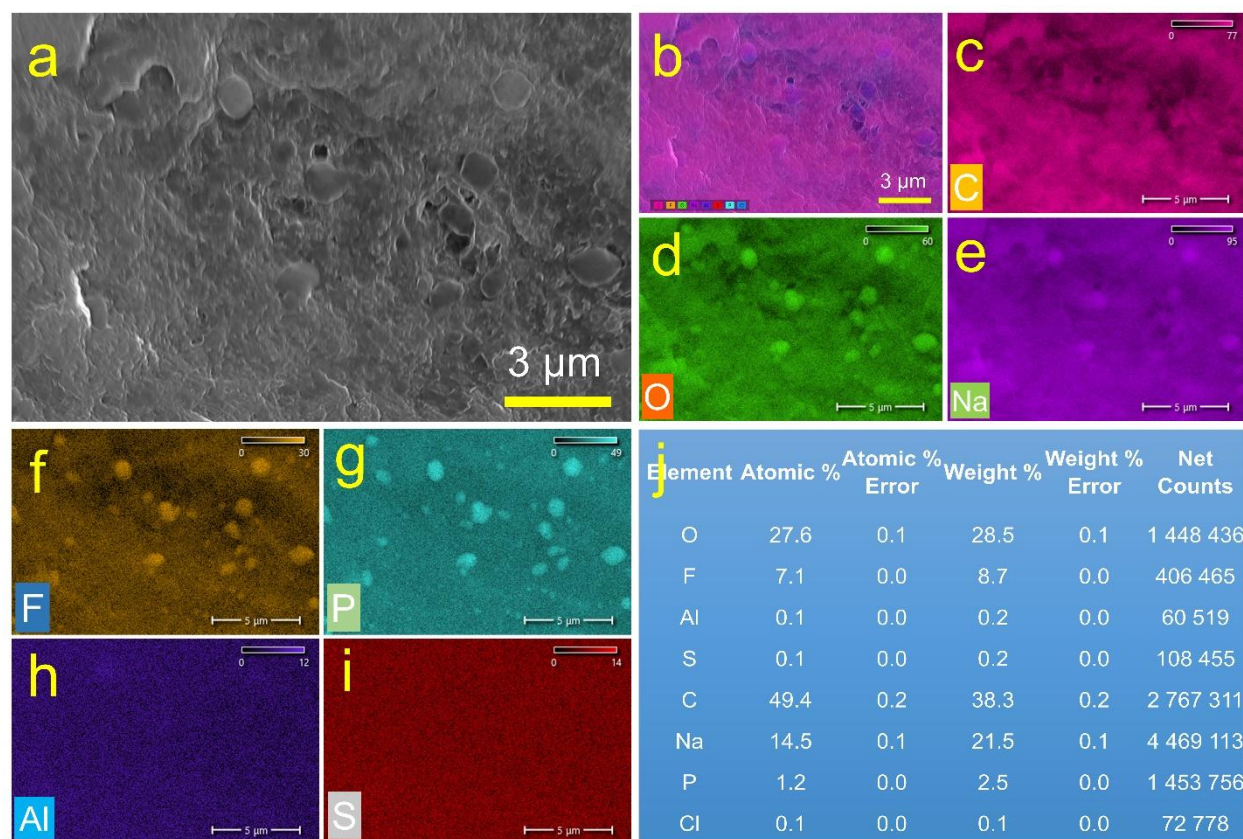 a
3 µm
b
3 µm
c
0 77
C
5 µm
d
60
O
5 µm
e
0 95
Na
5 µm
f
0 30
F
5 µm
g
0 49
P
5 µm
h
0 12
Al
5 µm
i
0 14
S
5 µm
j
Element Atomic % Atomic % Error Weight % Weight % Error Net Counts
O 27.6 0.1 28.5 0.1 1 448 436
F 7.1 0.0 8.7 0.0 406 465
Al 0.1 0.0 0.2 0.0 60 519
S 0.1 0.0 0.2 0.0 108 455
C 49.4 0.2 38.3 0.2 2 767 311
Na 14.5 0.1 21.5 0.1 4 469 113
P 1.2 0.0 2.5 0.0 1 453 756
Cl 0.1 0.0 0.1 0.0 72 778